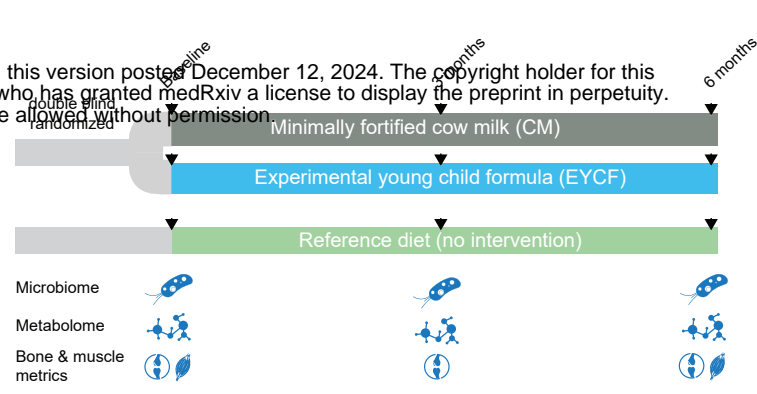 Baseline
3 months
6 months
this version posted December 12, 2024. The copyright holder for this
who has granted medRxiv a license to display the preprint in perpetuity.
e allowed without permission.
double blind
randomized
Minimally fortified cow milk (CM)
Experimental young child formula (EYCF)
Reference diet (no intervention)
Microbiome
Metabolome
Bone & muscle
metrics